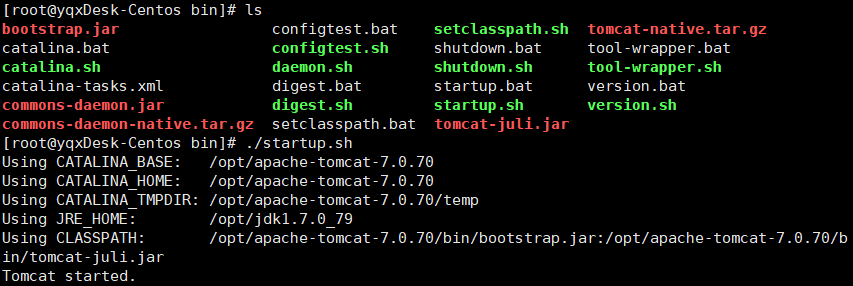 [root@yqxDesk-Centos bin]# ls
bootstrap.jar                 configtest.bat    setclasspath.sh  tomcat-native.tar.gz
catalina.bat                  configtest.sh     shutdown.bat     tool-wrapper.bat
catalina.sh                   daemon.sh         shutdown.sh      tool-wrapper.sh
catalina-tasks.xml            digest.bat        startup.bat      version.bat
commons-daemon.jar            digest.sh         startup.sh       version.sh
commons-daemon-native.tar.gz  setclasspath.bat  tomcat-juli.jar
[root@yqxDesk-Centos bin]# ./startup.sh
Using CATALINA_BASE:   /opt/apache-tomcat-7.0.70
Using CATALINA_HOME:   /opt/apache-tomcat-7.0.70
Using CATALINA_TMPDIR: /opt/apache-tomcat-7.0.70/temp
Using JRE_HOME:        /opt/jdk1.7.0_79
Using CLASSPATH:       /opt/apache-tomcat-7.0.70/bin/bootstrap.jar:/opt/apache-tomcat-7.0.70/b
in/tomcat-juli.jar
Tomcat started.